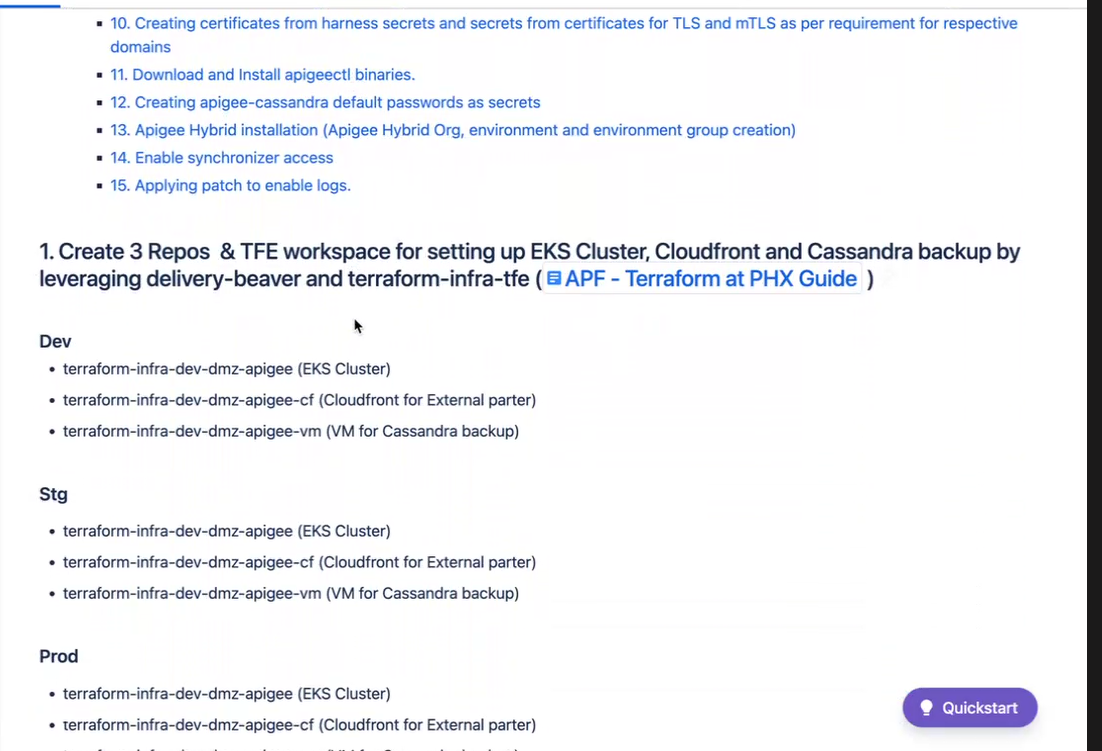 10. Creating certificates from harness secrets and secrets from certificates for TLS and mTLS as per requirement for respective
domains
11. Download and Install apigeectl binaries.
12. Creating apigee-cassandra default passwords as secrets
13. Apigee Hybrid installation (Apigee Hybrid Org, environment and environment group creation)
14. Enable synchronizer access
15. Applying patch to enable logs.
1. Create 3 Repos & TFE workspace for setting up EKS Cluster, Cloudfront and Cassandra backup by
leveraging delivery-beaver and terraform-infra-tfe ( APF - Terraform at PHX Guide )
Dev
terraform-infra-dev-dmz-apigee (EKS Cluster)
terraform-infra-dev-dmz-apigee-cf (Cloudfront for External parter)
terraform-infra-dev-dmz-apigee-vm (VM for Cassandra backup)
Stg
terraform-infra-dev-dmz-apigee (EKS Cluster)
terraform-infra-dev-dmz-apigee-cf (Cloudfront for External parter)
terraform-infra-dev-dmz-apigee-vm (VM for Cassandra backup)
Prod
terraform-infra-dev-dmz-apigee (EKS Cluster)
terraform-infra-dev-dmz-apigee-cf (Cloudfront for External parter)
Quickstart